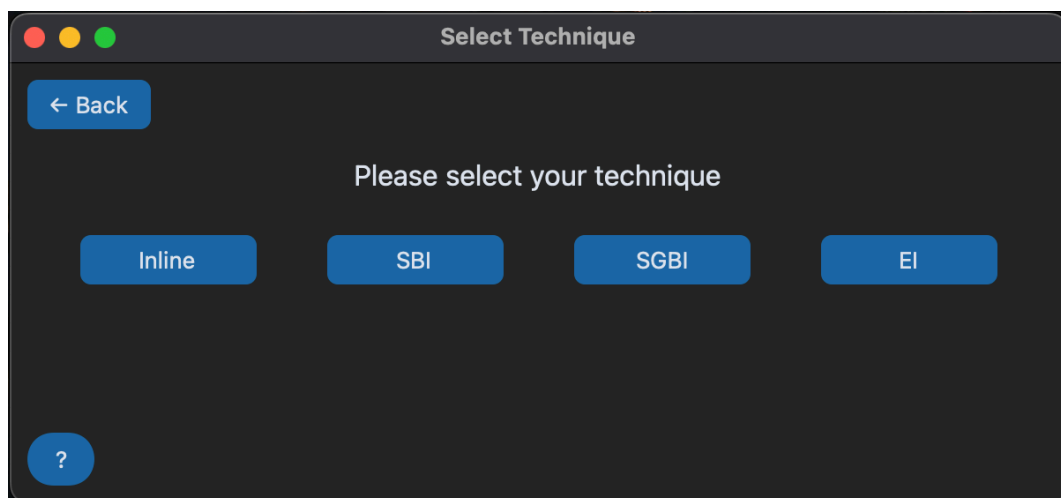 Select Technique
← Back
Please select your technique
Inline SBI SGBI EI
?